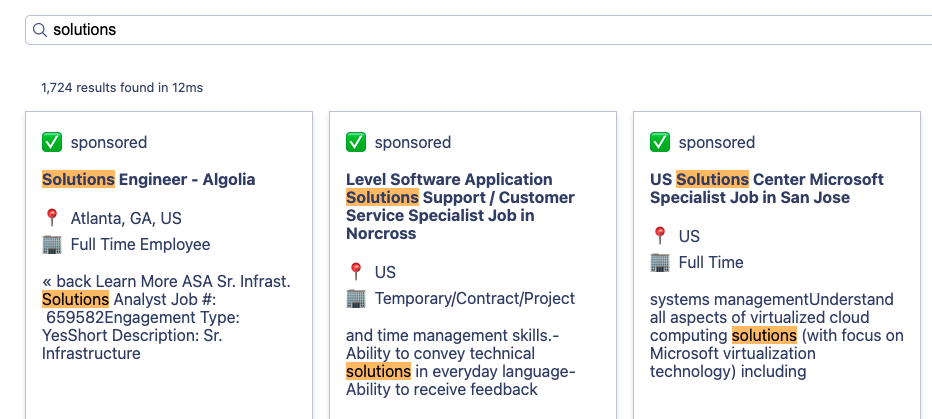 solutions
1,724 results found in 12ms
sponsored
Solutions Engineer - Algolia
Atlanta, GA, US
Full Time Employee
« back Learn More ASA Sr. Infrast.
Solutions Analyst Job #:
659582Engagement Type:
YesShort Description: Sr.
Infrastructure
sponsored
Level Software Application
Solutions Support / Customer
Service Specialist Job in
Norcross
US
Temporary/Contract/Project
and time management skills.-
Ability to convey technical
solutions in everyday language-
Ability to receive feedback
sponsored
US Solutions Center Microsoft
Specialist Job in San Jose
US
Full Time
systems managementUnderstand
all aspects of virtualized cloud
computing solutions (with focus on
Microsoft virtualization
technology) including